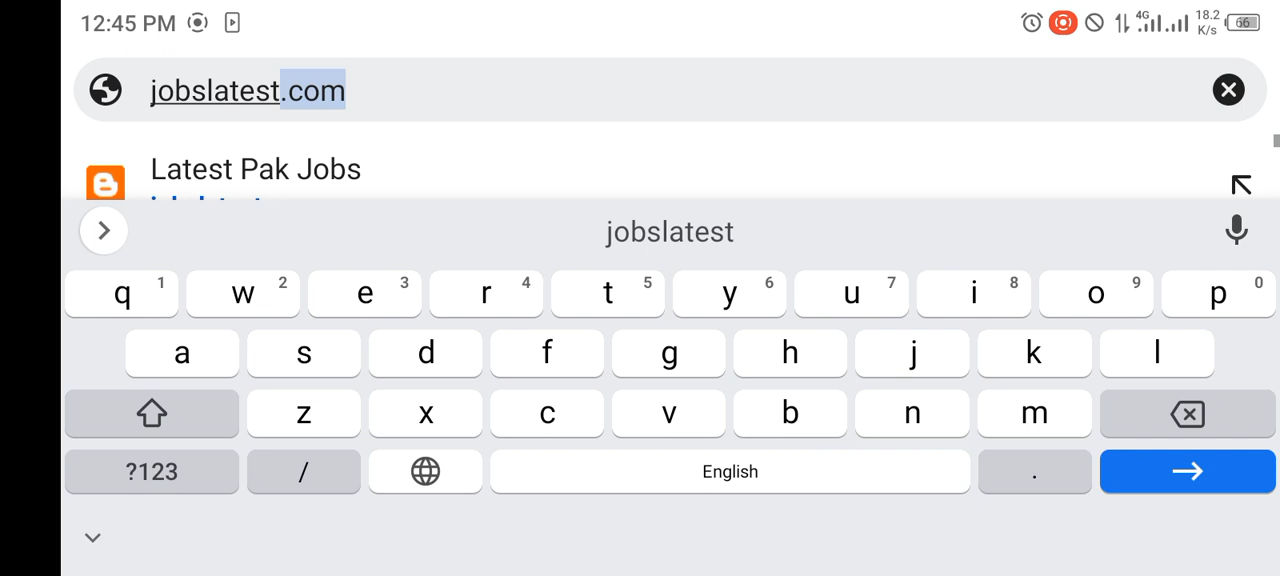 12:45 PM 4G 18.2 K/s 66
jobslatest.com
Latest Pak Jobs
jobslatest
q 1 w 2 e 3 r 4 t 5 y 6 u 7 i 8 o 9 p 0
a s d f g h j k l
z x c v b n m
?123 / English .